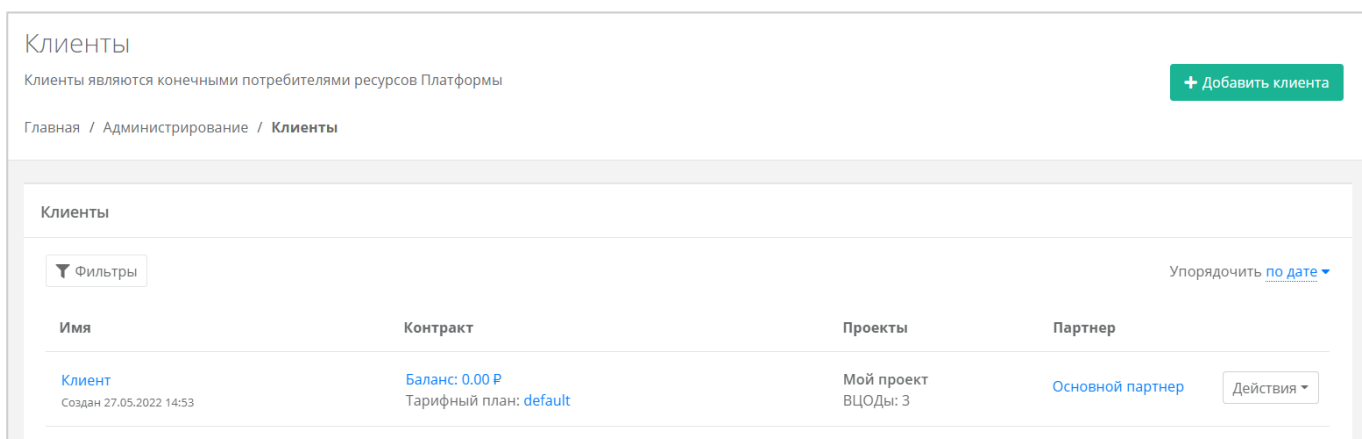 Клиенты
Клиенты являются конечными потребителями ресурсов Платформы
+ Добавить клиента
Главная / Администрирование / Клиенты
Клиенты
Фильтры
Упорядочить по дате
Имя Контракт Проекты Партнер
Клиент Баланс: 0.00 ₽ Мой проект Основной партнер Действия
Создан 27.05.2022 14:53 Тарифный план: default ВЦОДы: 3